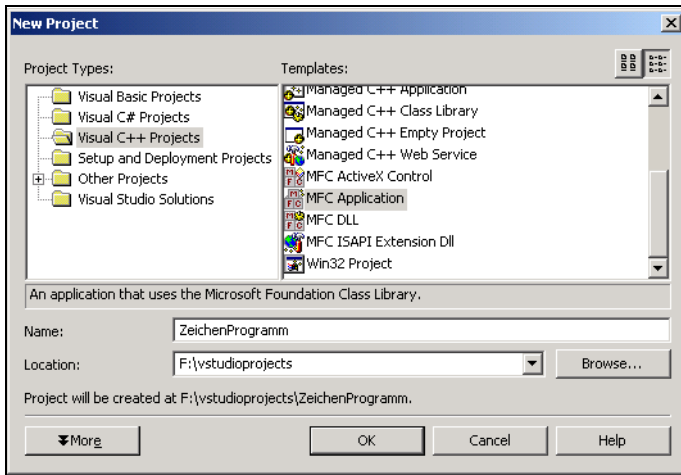 New Project
Project Types:
Templates:
Visual Basic Projects
Visual C# Projects
Visual C++ Projects
Setup and Deployment Projects
Other Projects
Visual Studio Solutions
Managed C++ Application
Managed C++ Class Library
Managed C++ Empty Project
Managed C++ Web Service
MFC ActiveX Control
MFC Application
MFC DLL
MFC ISAPI Extension Dll
Win32 Project
An application that uses the Microsoft Foundation Class Library.
Name:
ZeichenProgramm
Location:
F:\vstudioprojects
Browse...
Project will be created at F:\vstudioprojects\ZeichenProgramm.
More
OK
Cancel
Help